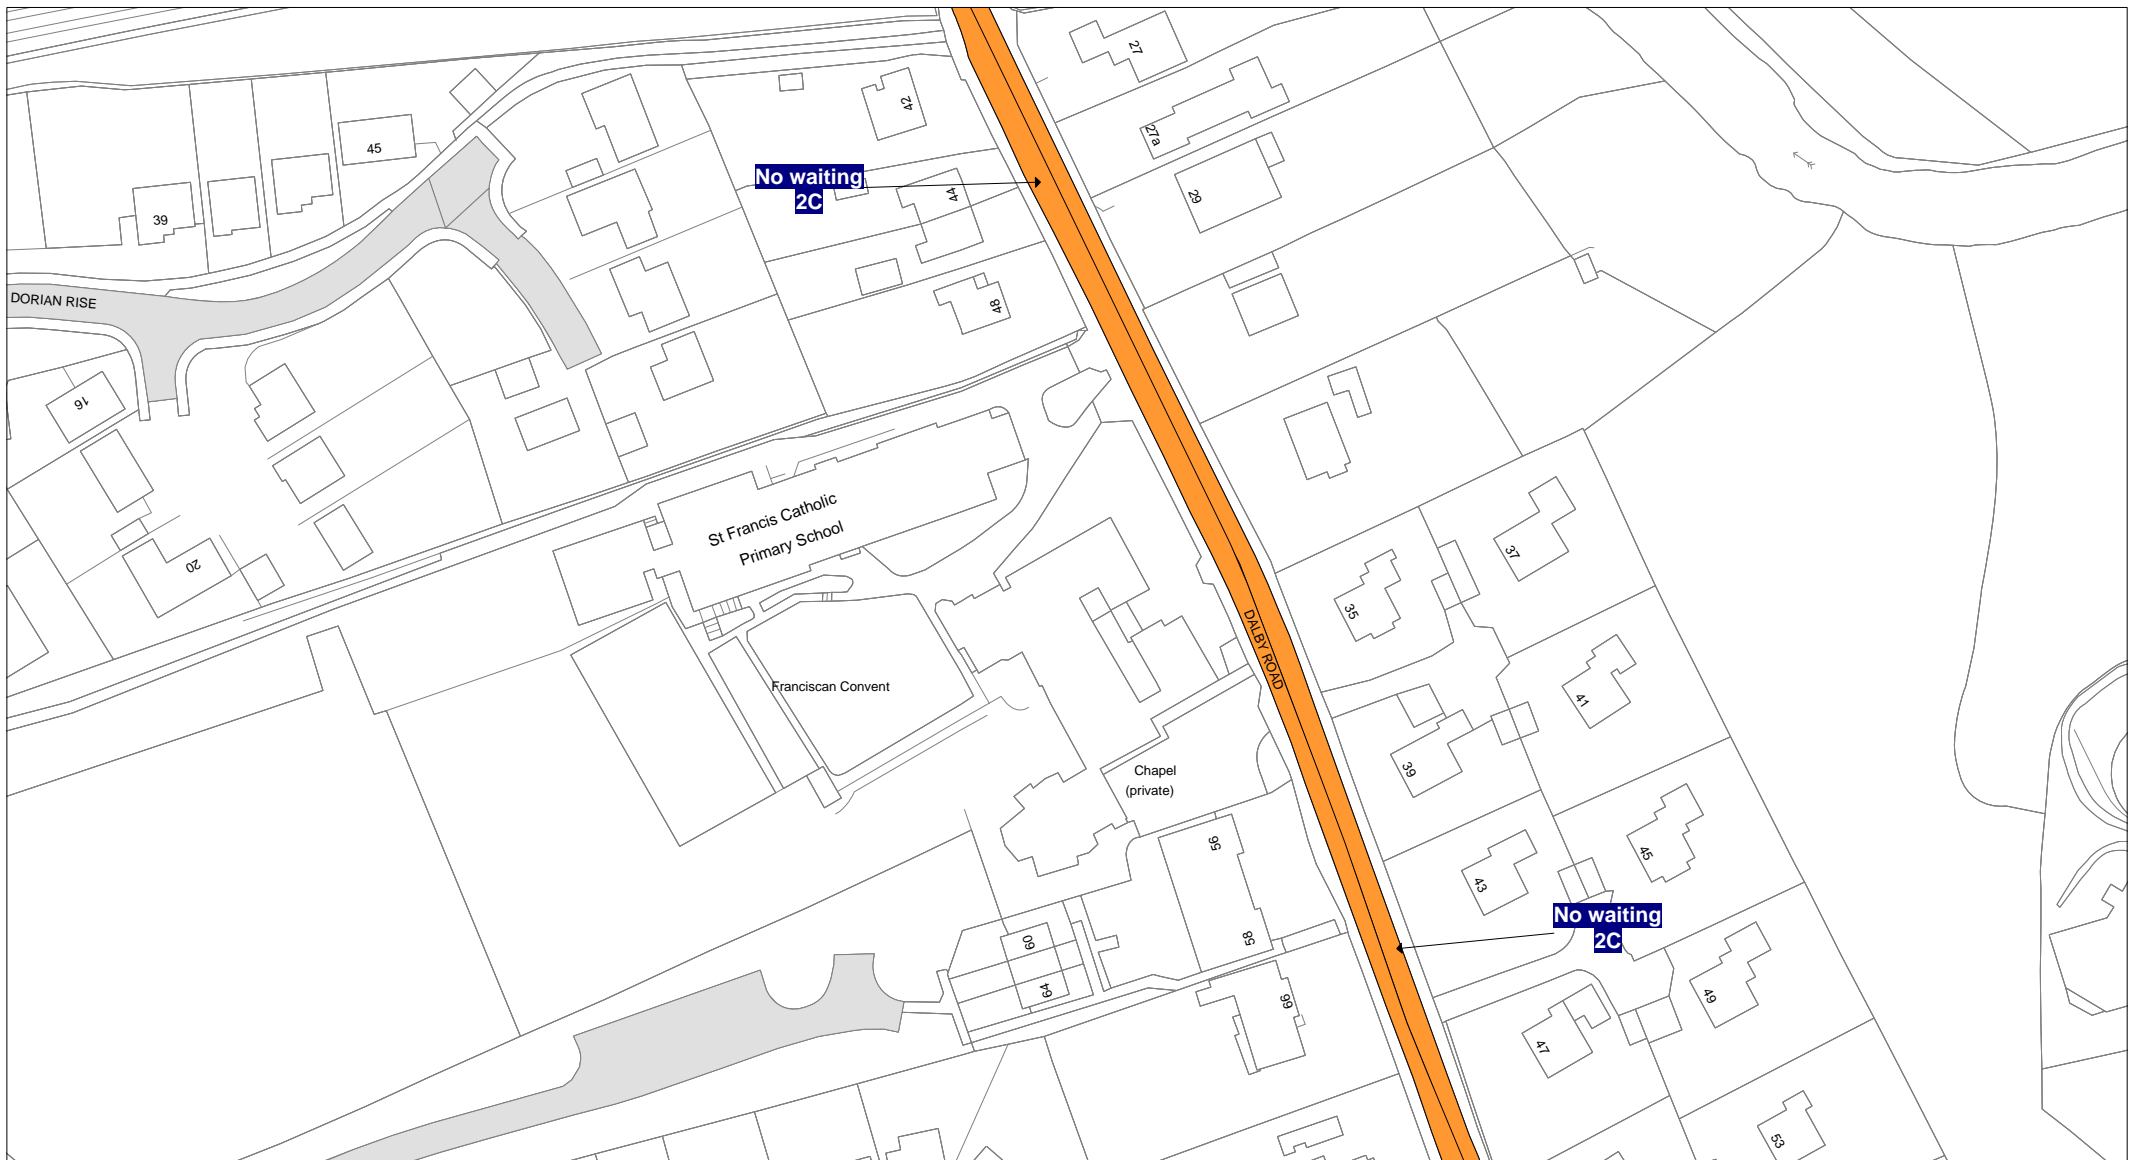 27
42
27a
45
No waiting
2C
44
29
39
DORIAN RISE
48
16
St Francis Catholic
Primary School
20
37
35
DALBY ROAD
Franciscan Convent
41
Chapel
(private)
39
56
45
43
No waiting
2C
58
60
64
66
49
47
53